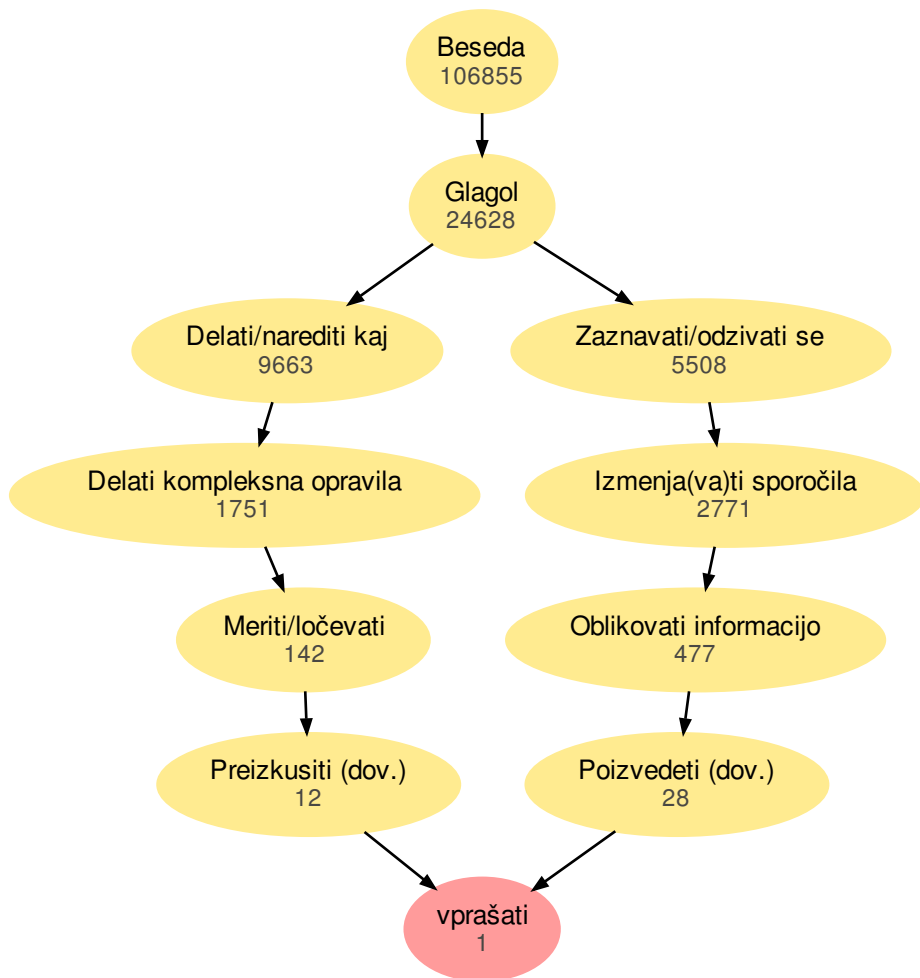 Beseda
106855
Glagol
24628
Delati/narediti kaj
9663
Zaznavati/odzivati se
5508
Delati kompleksna opravila
1751
Izmenja(va)ti sporočila
2771
Meriti/ločevati
142
Oblikovati informacijo
477
Preizkusiti (dov.)
12
Poizvedeti (dov.)
28
vprašati
1